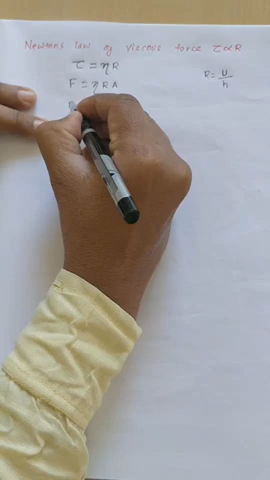 Newtons law of viscous force τ∝R
τ = ηR
R = U/h
F = ηRA